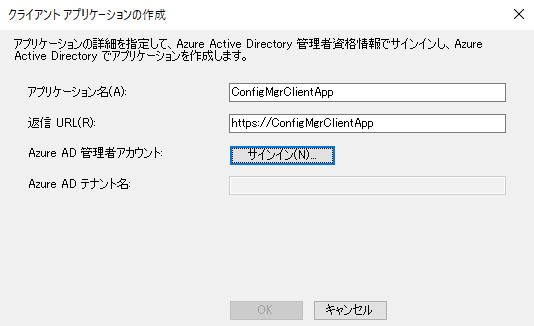 クライアント アプリケーションの作成
アプリケーションの詳細を指定して、Azure Active Directory 管理者資格情報でサインインし、Azure
Active Directory でアプリケーションを作成します。
アプリケーション名(A):
ConfigMgrClientApp
返信 URL(R):
https://ConfigMgrClientApp
Azure AD 管理者アカウント:
サインイン(N)...
Azure AD テナント名:
OK
キャンセル